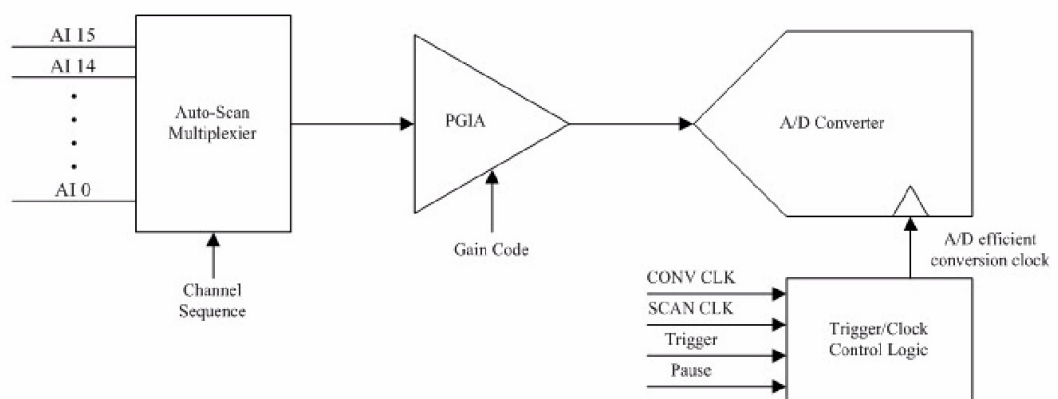 AI 15
AI 14
AI 0
Auto-Scan
Multiplexier
Channel
Sequence
PGIA
Gain Code
A/D Converter
A/D efficient
conversion clock
CONV CLK
SCAN CLK
Trigger
Pause
Trigger/Clock
Control Logic